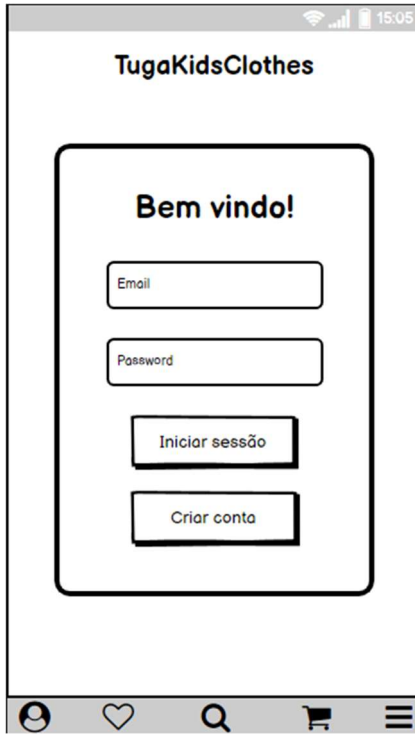 15:05
TugaKidsClothes
Bem vindo!
Email
Password
Iniciar sessão
Criar conta